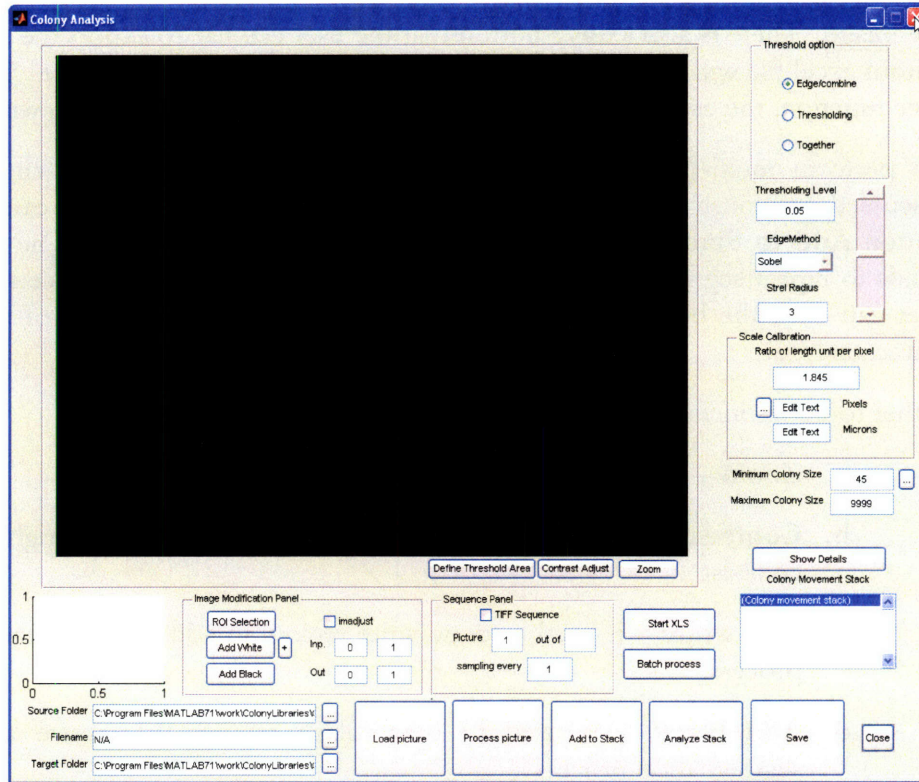 Colony Analysis
Threshold option
Edge/combine
Thresholding
Together
Thresholding Level
0.05
EdgeMethod
Sobel
Strel Radius
3
Scale Calibration
Ratio of length unit per pixel
1.845
... Edit Text Pixels
Edit Text Microns
Minimum Colony Size 45 ...
Maximum Colony Size 9999
Define Threshold Area Contrast Adjust Zoom
Show Details
Colony Movement Stack
(Colony movement stack)
1
0.5
0
0 0.5 1
Image Modification Panel
ROI Selection imadjust
Add White + Inp. 0 1
Add Black Out 0 1
Sequence Panel
TIFF Sequence
Picture 1 out of
sampling every 1
Start XLS
Batch process
Source Folder C:\Program Files\MATLAB71\work\ColonyLibraries\ ...
Filename N/A ...
Target Folder C:\Program Files\MATLAB71\work\ColonyLibraries\ ...
Load picture Process picture Add to Stack Analyze Stack Save Close